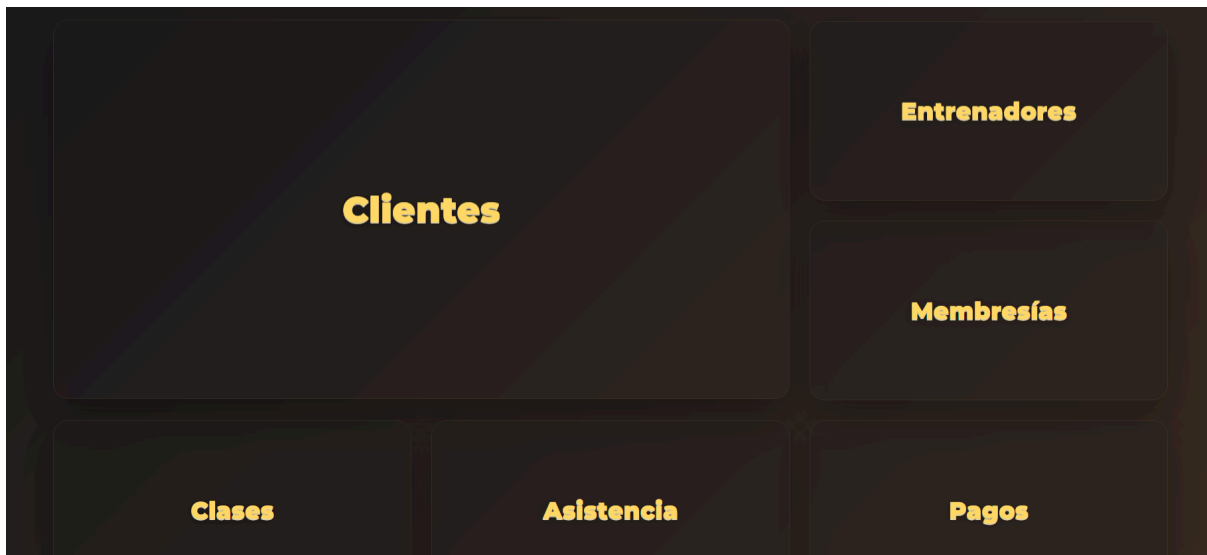 Clientes
Entrenadores
Membresías
Clases
Asistencia
Pagos